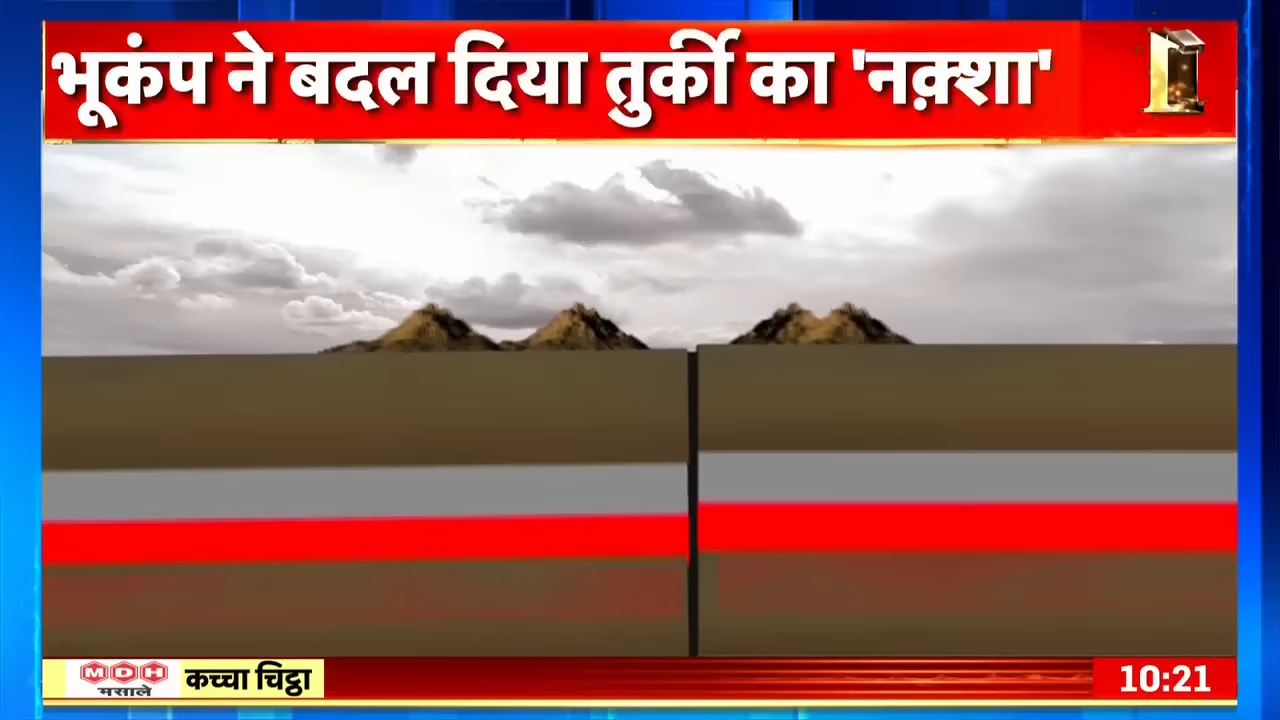 भूकंप ने बदल दिया तुर्की का 'नक़्शा'
MDH
मसाले
कच्चा चिट्ठा
10:21